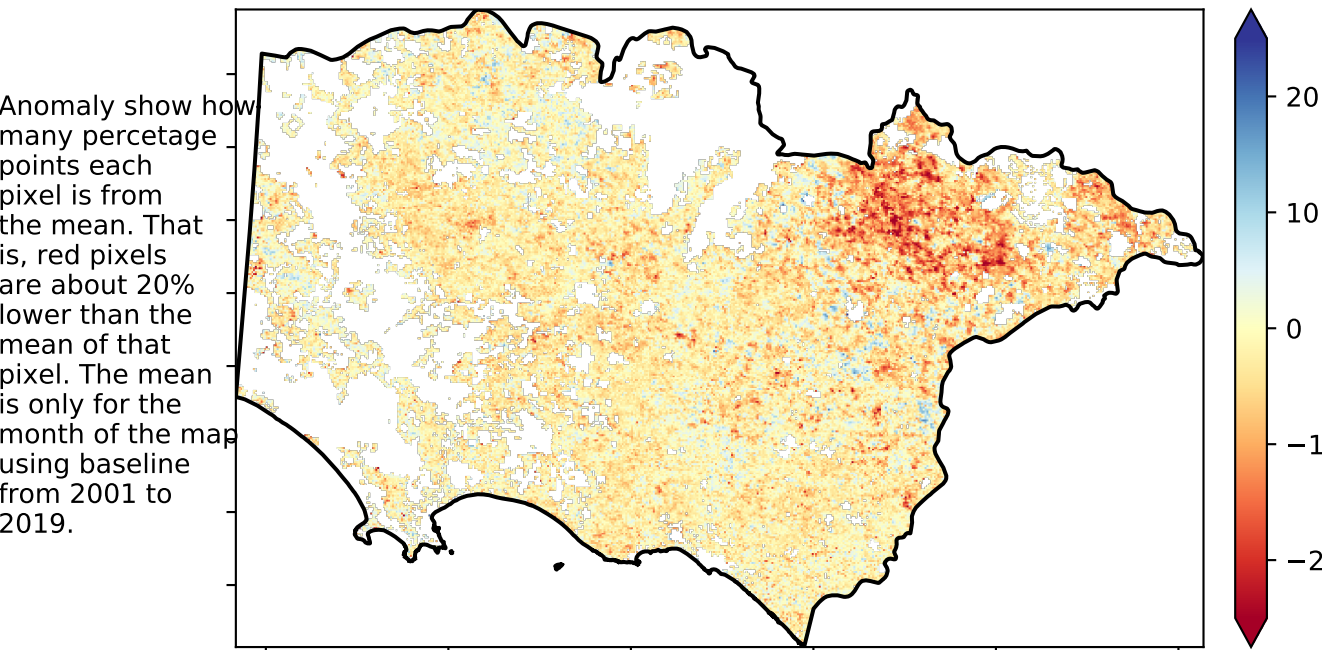 Anomaly show how
many percetage
points each
pixel is from
the mean. That
is, red pixels
are about 20%
lower than the
mean of that
pixel. The mean
is only for the
month of the map
using baseline
from 2001 to
2019.
20
10
0
−1
−2